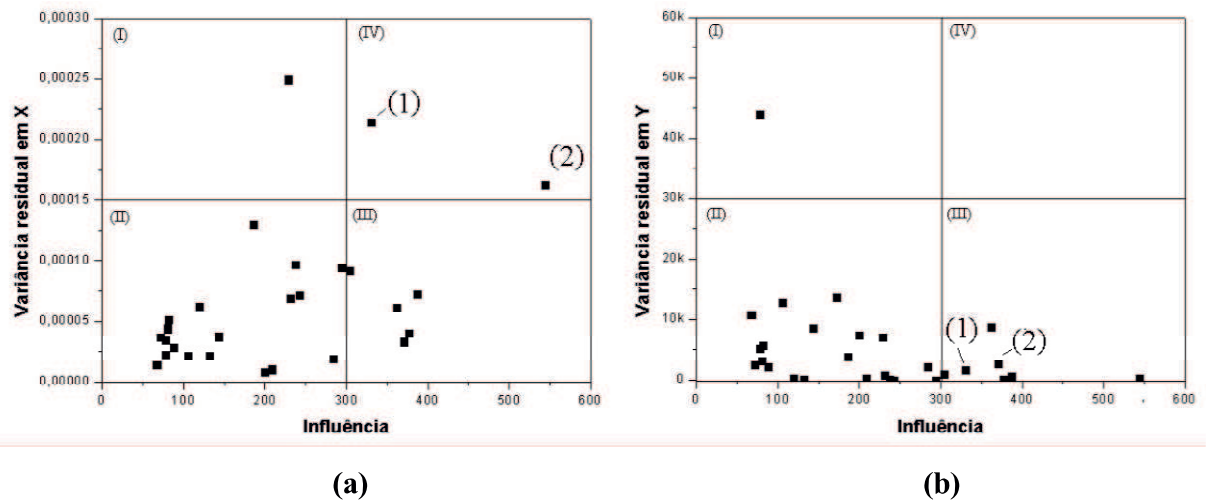 0,00030
(I)
(IV)
0,00025
(1)
0,00020
(2)
0,00015
(II)
(III)
0,00010
0,00005
0,00000
0 100 200 300 400 500 600
Variância residual em X
Influência
(a)
60k
(I)
(IV)
50k
40k
30k
(II)
(III)
20k
10k
(1)
(2)
0
0 100 200 300 400 500 600
Variância residual em Y
Influência
(b)